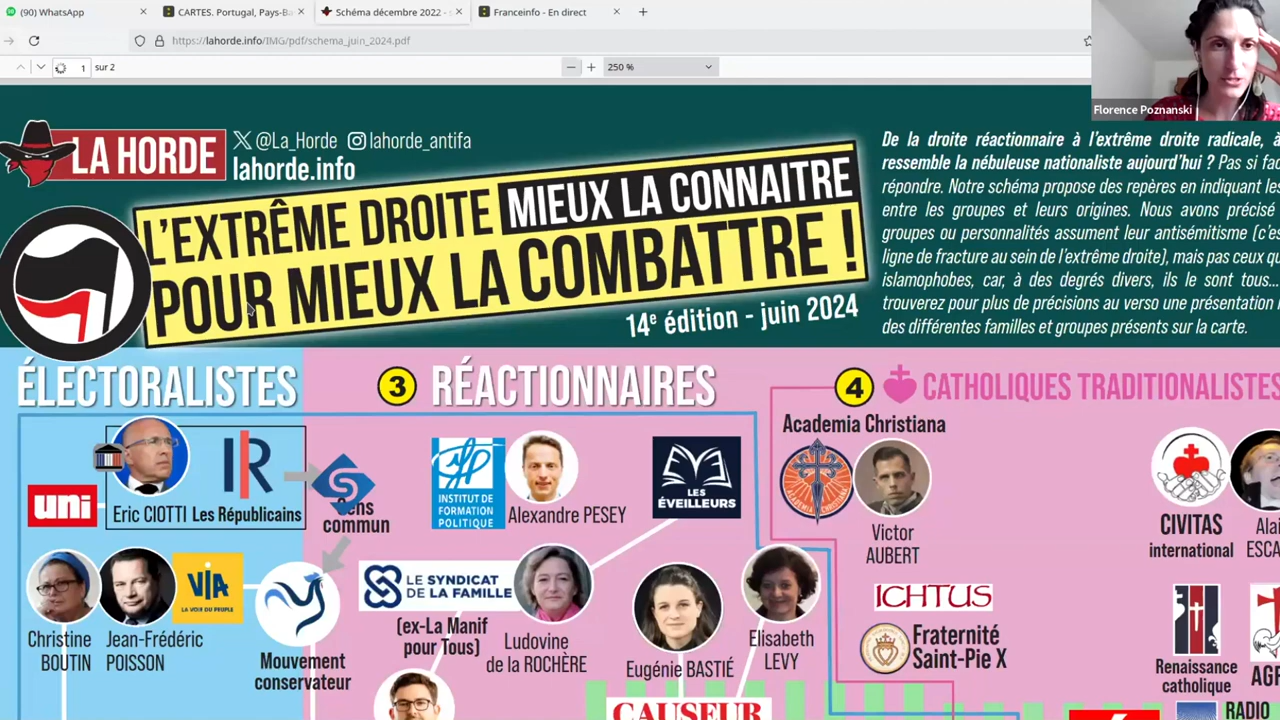 (90) WhatsApp
CARTES. Portugal, Pays-Ba
Schéma décembre 2022 -
Franceinfo - En direct
https://lahorde.info/IMG/pdf/schema_juin_2024.pdf
1 sur 2
250 %
Florence Poznanski
LA HORDE
@La_Horde lahorde_antifa
lahorde.info
L'EXTRÊME DROITE MIEUX LA CONNAITRE
POUR MIEUX LA COMBATTRE !
14e édition - juin 2024
De la droite réactionnaire à l'extrême droite radicale, à
ressemble la nébuleuse nationaliste aujourd'hui ? Pas si fac
répondre. Notre schéma propose des repères en indiquant les
entre les groupes et leurs origines. Nous avons précisé
groupes ou personnalités assument leur antisémitisme (c'es
ligne de fracture au sein de l'extrême droite), mais pas ceux qu
islamophobes, car, à des degrés divers, ils le sont tous...
trouverez pour plus de précisions au verso une présentation
des différentes familles et groupes présents sur la carte.
ÉLECTORALISTES
3 RÉACTIONNAIRES
4 CATHOLIQUES TRADITIONALISTES
uni
Eric CIOTTI
LR
Les Républicains
Sens
commun
INSTITUT DE
FORMATION
POLITIQUE
Alexandre PESEY
LES
ÉVEILLEURS
Academia Christiana
ACADEMIA CHRISTIANA
Victor
AUBERT
CIVITAS
international
Alai
ESCA
Christine
BOUTIN
Jean-Frédéric
POISSON
VIA
LA VOIX DU PEUPLE
Mouvement
conservateur
LE SYNDICAT
DE LA FAMILLE
(ex-La Manif
pour Tous)
Ludovine
de la ROCHÈRE
Eugénie BASTIÉ
Elisabeth
LEVY
CAUSEUR
ICHTUS
Fraternité
Saint-Pie X
Renaissance
catholique
AGR
RADIO